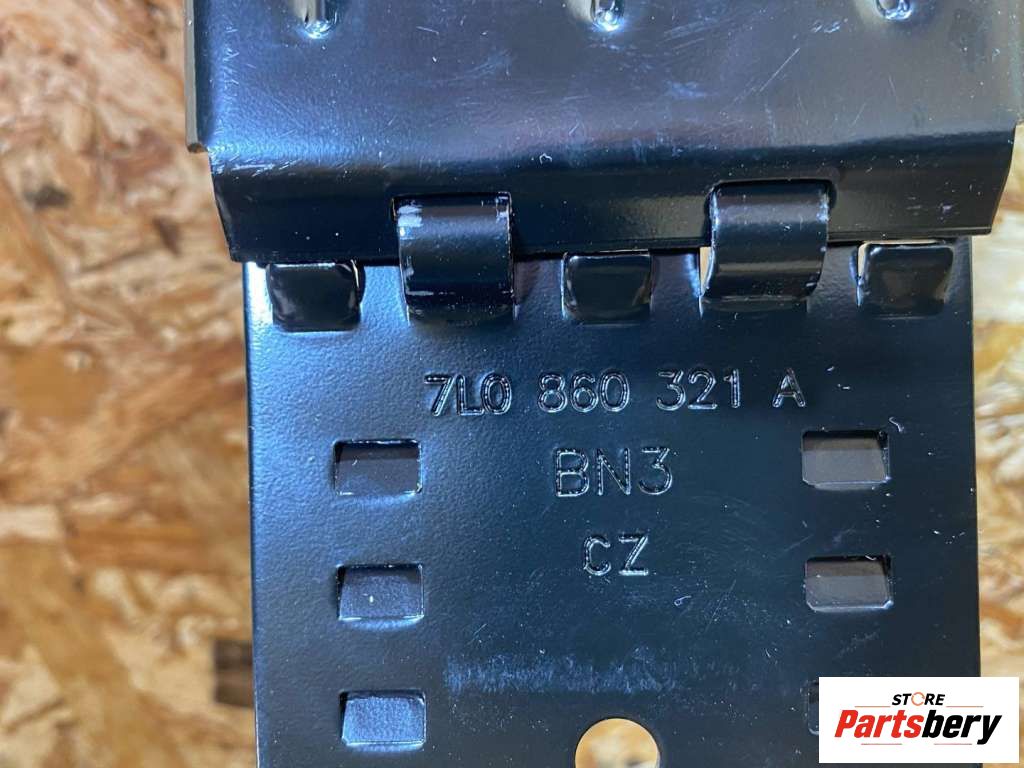 7L0 860 321 A
BN3
CZ
STORE
Partsbery